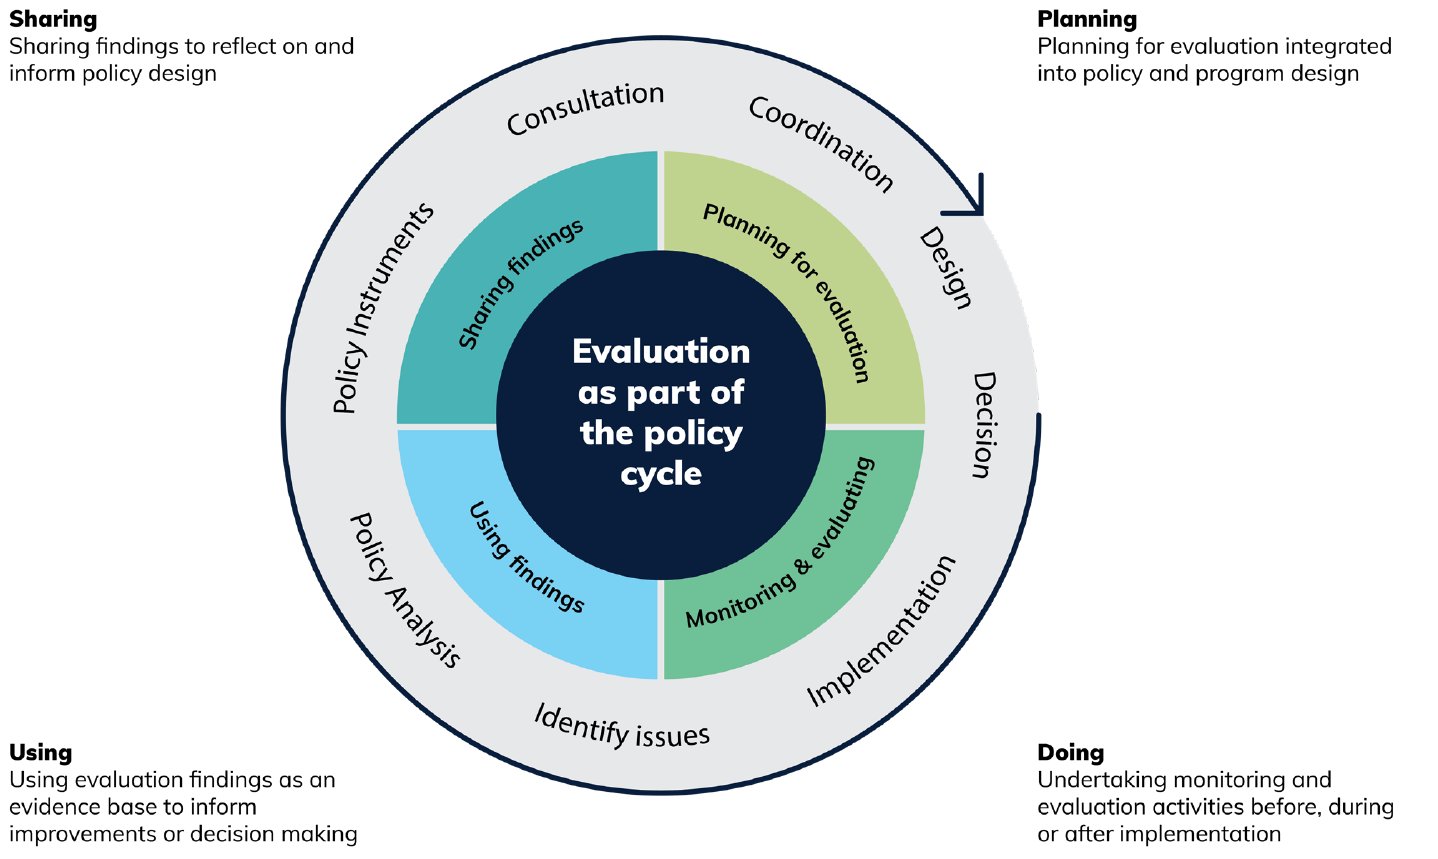 Sharing
Sharing findings to reflect on and
inform policy design
Planning
Planning for evaluation integrated
into policy and program design
Consultation
Coordination
Design
Decision
Implementation
Identify issues
Policy Analysis
Policy Instruments
Sharing findings
Planning for evaluation
Monitoring & evaluating
Using findings
Evaluation
as part of
the policy
cycle
Using
Using evaluation findings as an
evidence base to inform
improvements or decision making
Doing
Undertaking monitoring and
evaluation activities before, during
or after implementation